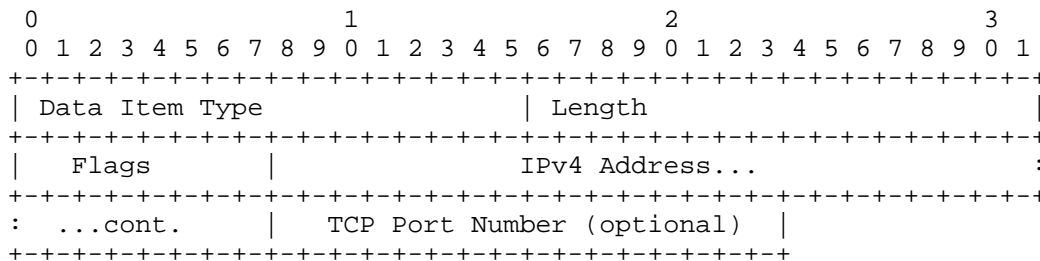 0                   1                   2                   3
 0 1 2 3 4 5 6 7 8 9 0 1 2 3 4 5 6 7 8 9 0 1 2 3 4 5 6 7 8 9 0 1
+-+-+-+-+-+-+-+-+-+-+-+-+-+-+-+-+-+-+-+-+-+-+-+-+-+-+-+-+-+-+-+-+
| Data Item Type                | Length                        |
+-+-+-+-+-+-+-+-+-+-+-+-+-+-+-+-+-+-+-+-+-+-+-+-+-+-+-+-+-+-+-+-+
|   Flags       |               IPv4 Address...                 :
+-+-+-+-+-+-+-+-+-+-+-+-+-+-+-+-+-+-+-+-+-+-+-+-+-+-+-+-+-+-+-+-+
:  ...cont.     |   TCP Port Number (optional)  |
+-+-+-+-+-+-+-+-+-+-+-+-+-+-+-+-+-+-+-+-+-+-+-+-+